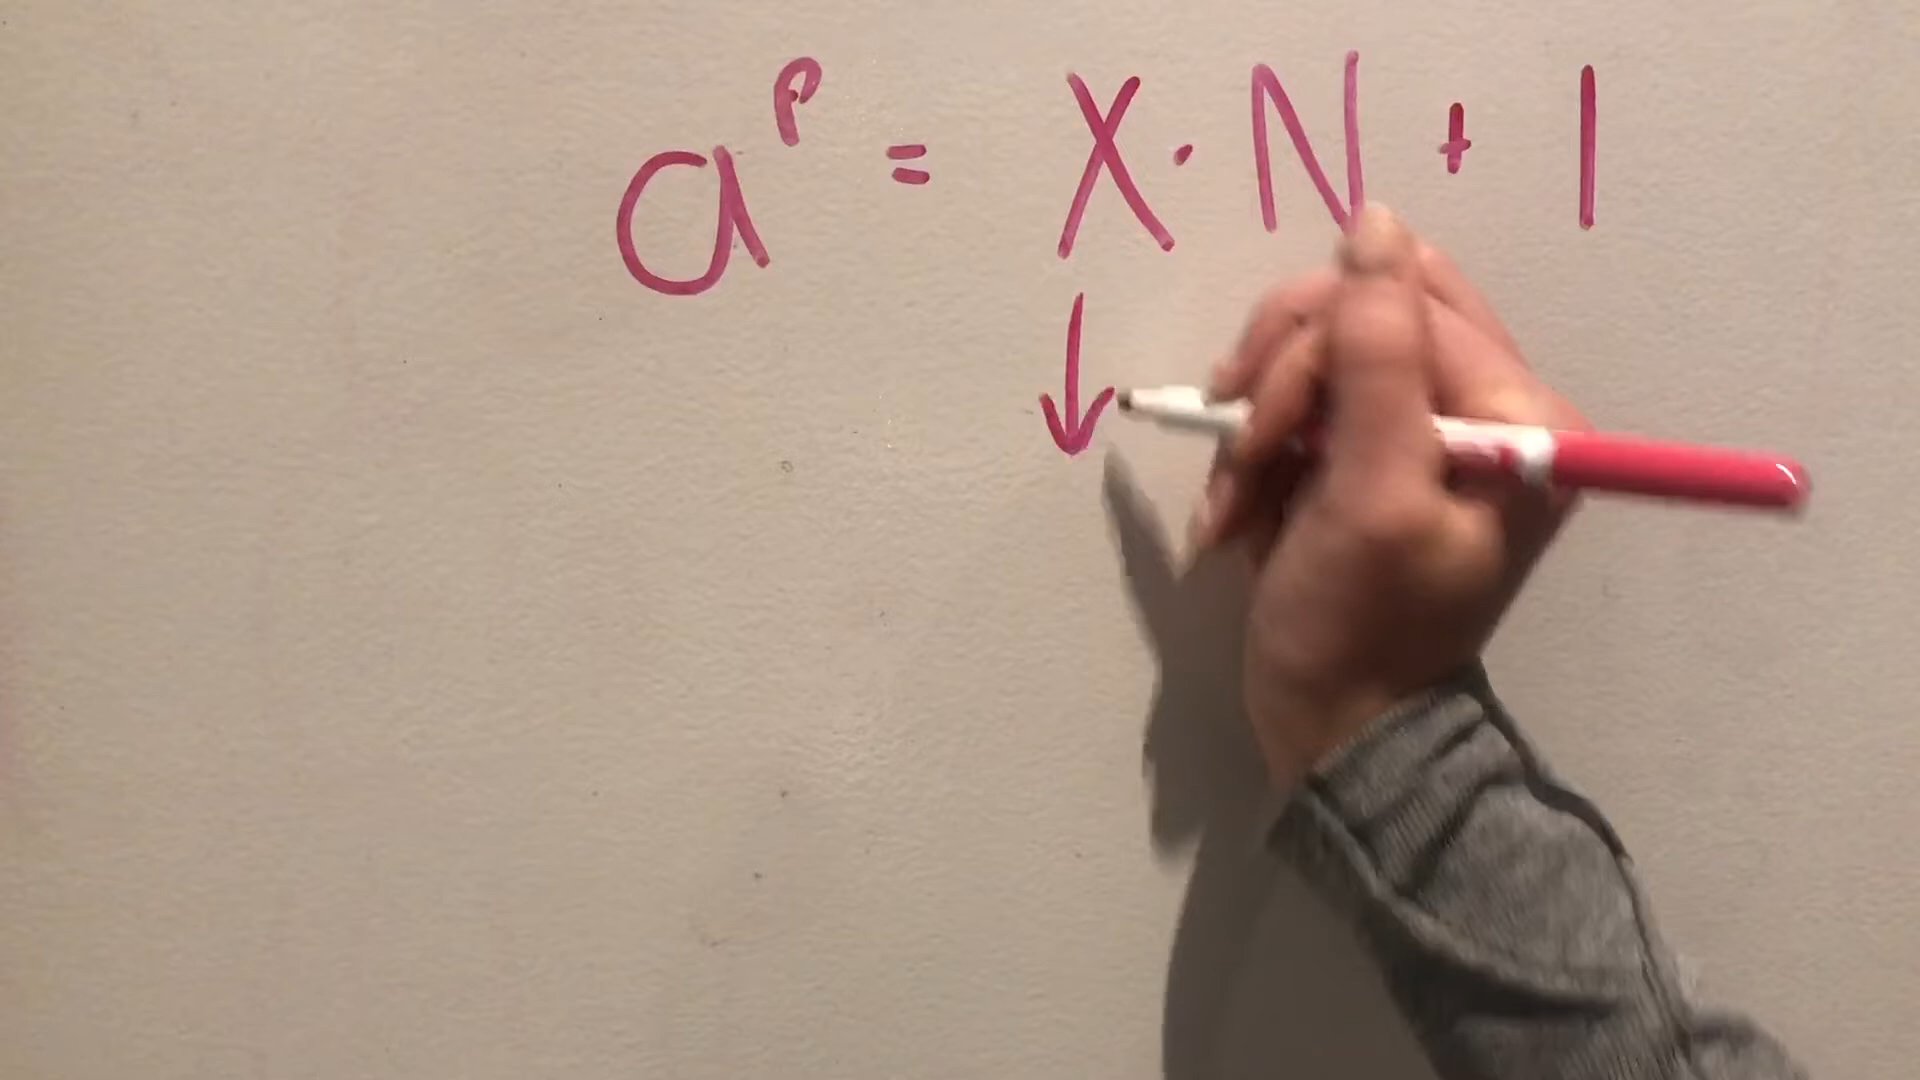 a^p = X · N + 1